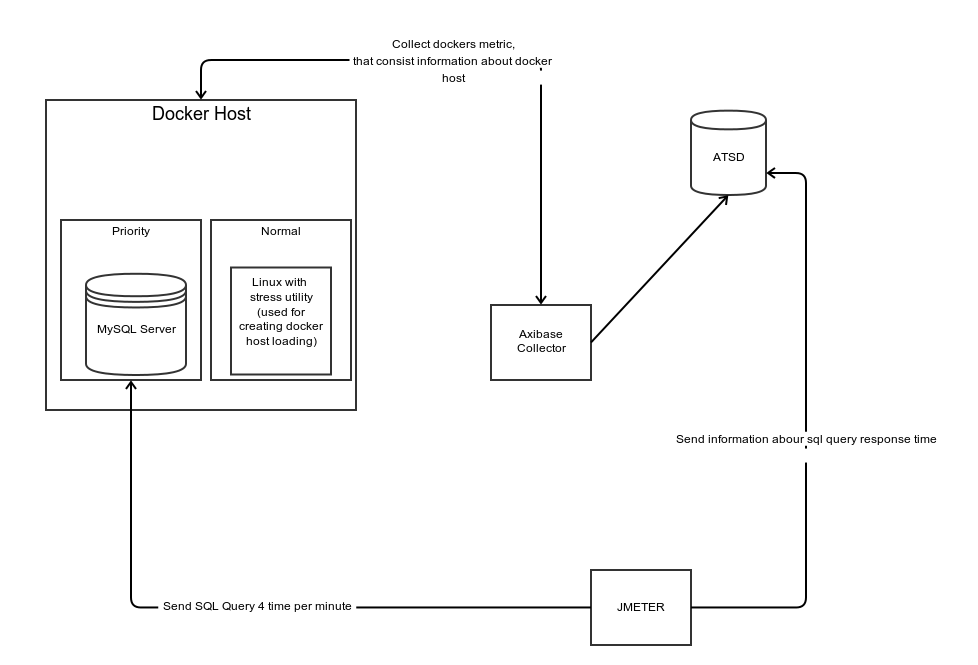 Collect dockers metric,
that consist information about docker
host
Docker Host
ATSD
Priority
Normal
MySQL Server
Linux with
stress utility
(used for
creating docker
host loading)
Axibase
Collector
Send information abour sql query response time
Send SQL Query 4 time per minute
JMETER